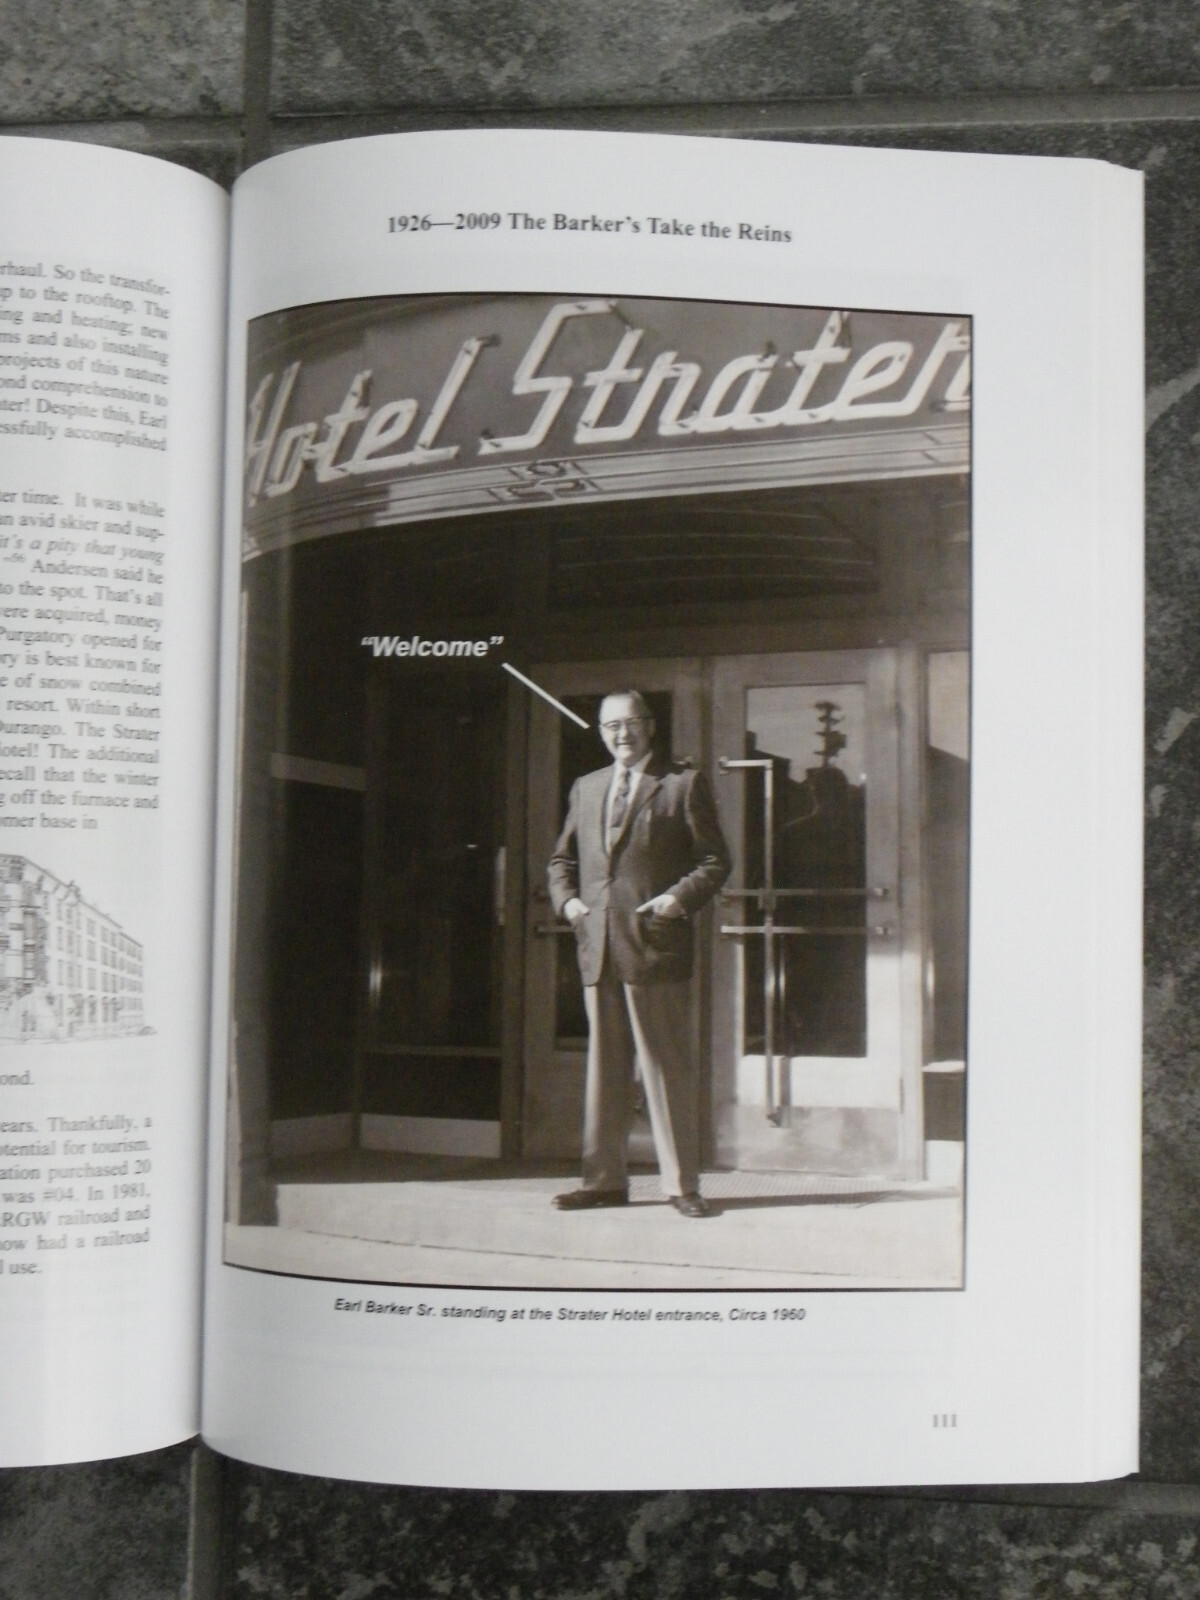 rhaul. So the transfor-
p to the rooftop. The
ing and heating; new
ms and also installing
projects of this nature
ond comprehension to
ter! Despite this, Earl
essfully accomplished
er time. It was while
an avid skier and sup-
it's a pity that young
"56 Andersen said he
to the spot. That's all
were acquired, money
Purgatory opened for
ry is best known for
e of snow combined
resort. Within short
Durango. The Strater
Hotel! The additional
ecall that the winter
g off the furnace and
omer base in
ond.
ears. Thankfully, a
otential for tourism.
ation purchased 20
was #04. In 1981,
RGW railroad and
now had a railroad
l use.
1926—2009 The Barker's Take the Reins
Hotel Strater
"Welcome"
Earl Barker Sr. standing at the Strater Hotel entrance, Circa 1960
111